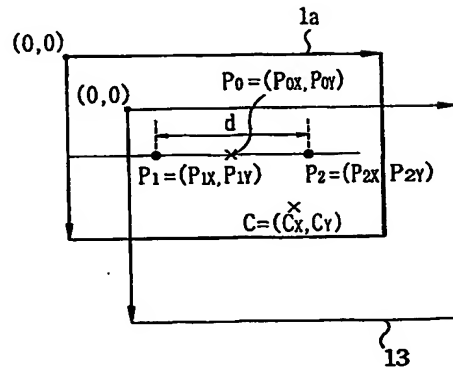 1a
(0,0)
P₀=(P₀X, P₀Y)
(0,0)
d
P₁=(P₁X, P₁Y)
P₂=(P₂X P₂Y)
C=(CX, CY)
13